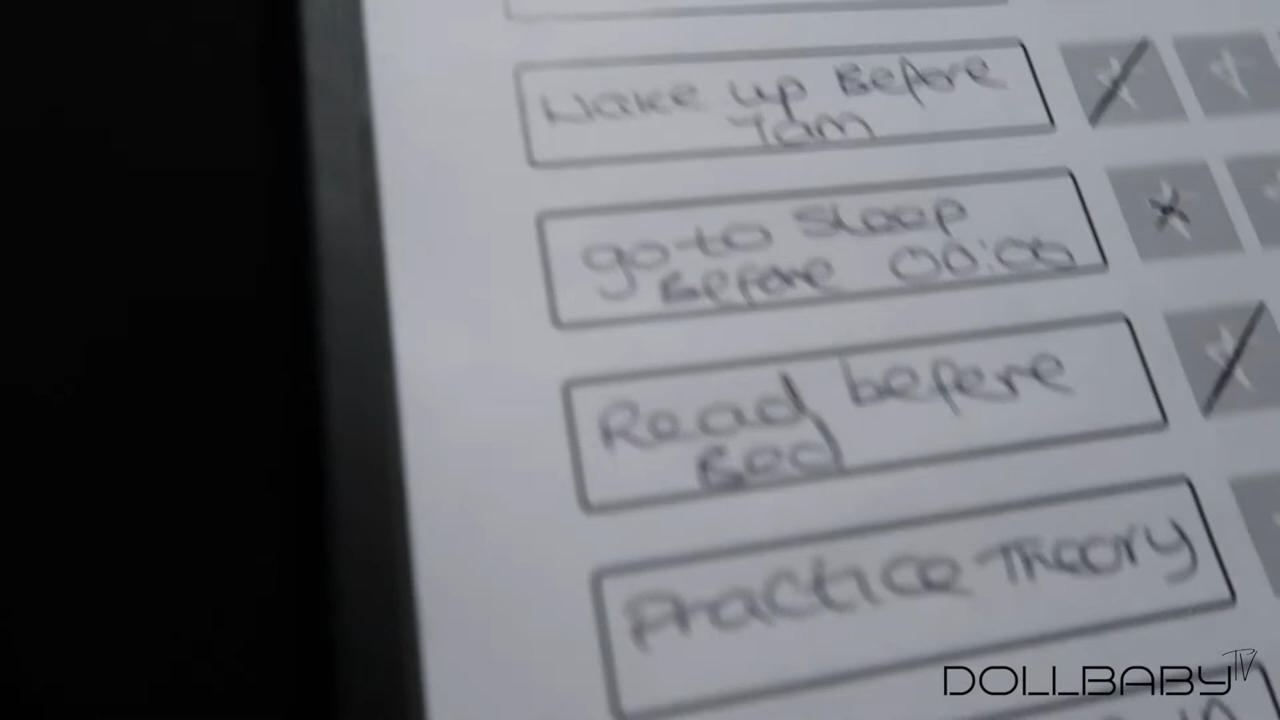 Wake up Before
7am
go to Sleep
Before 00:00
Read before
Bed
Practice Theory
DOLLBABY TV